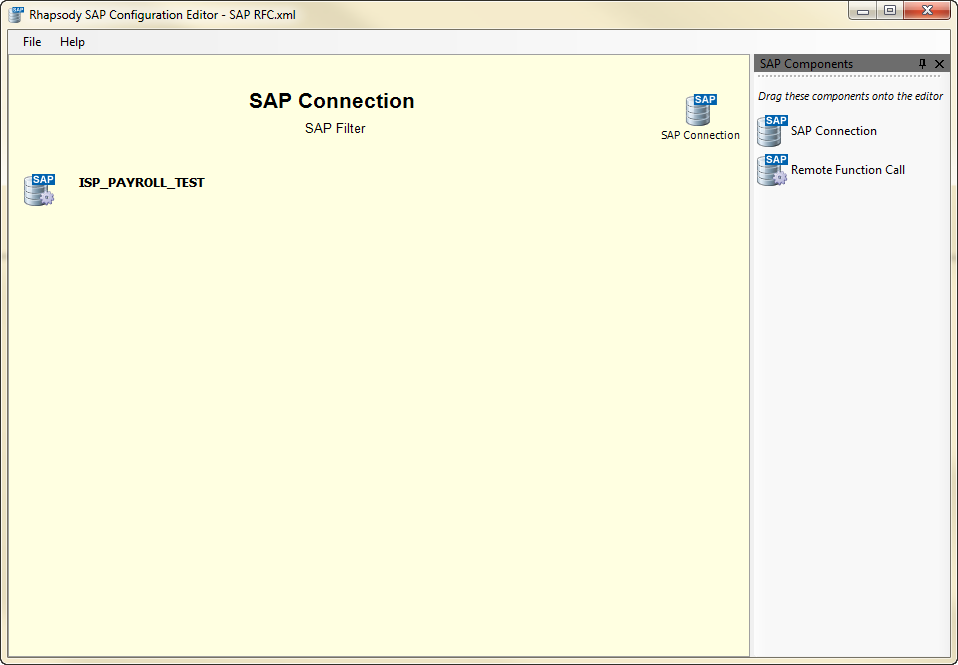 Rhapsody SAP Configuration Editor - SAP RFC.xml
File Help
SAP Components
SAP Connection
SAP Filter
SAP
SAP Connection
Drag these components onto the editor
SAP
SAP Connection
SAP
Remote Function Call
SAP
ISP_PAYROLL_TEST